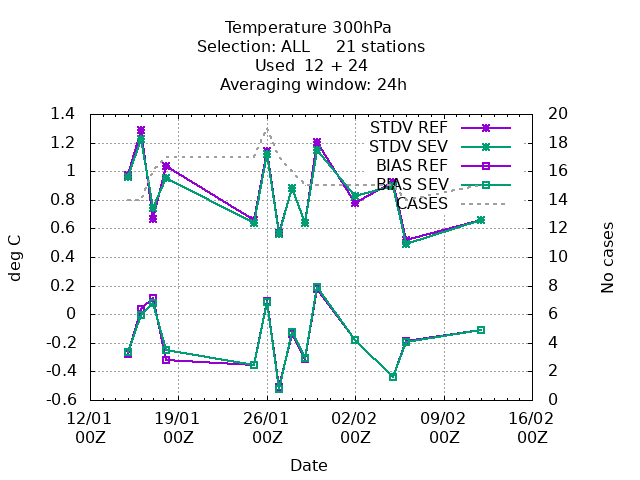 Temperature 300hPa
Selection: ALL     21 stations
Used  12 + 24
Averaging window: 24h
STDV REF
STDV SEV
BIAS REF
BIAS SEV
CASES
1.4
1.2
1
0.8
0.6
0.4
0.2
0
-0.2
-0.4
-0.6
deg C
20
18
16
14
12
10
8
6
4
2
0
No cases
12/01 19/01 26/01 02/02 09/02 16/02
00Z 00Z 00Z 00Z 00Z 00Z
Date